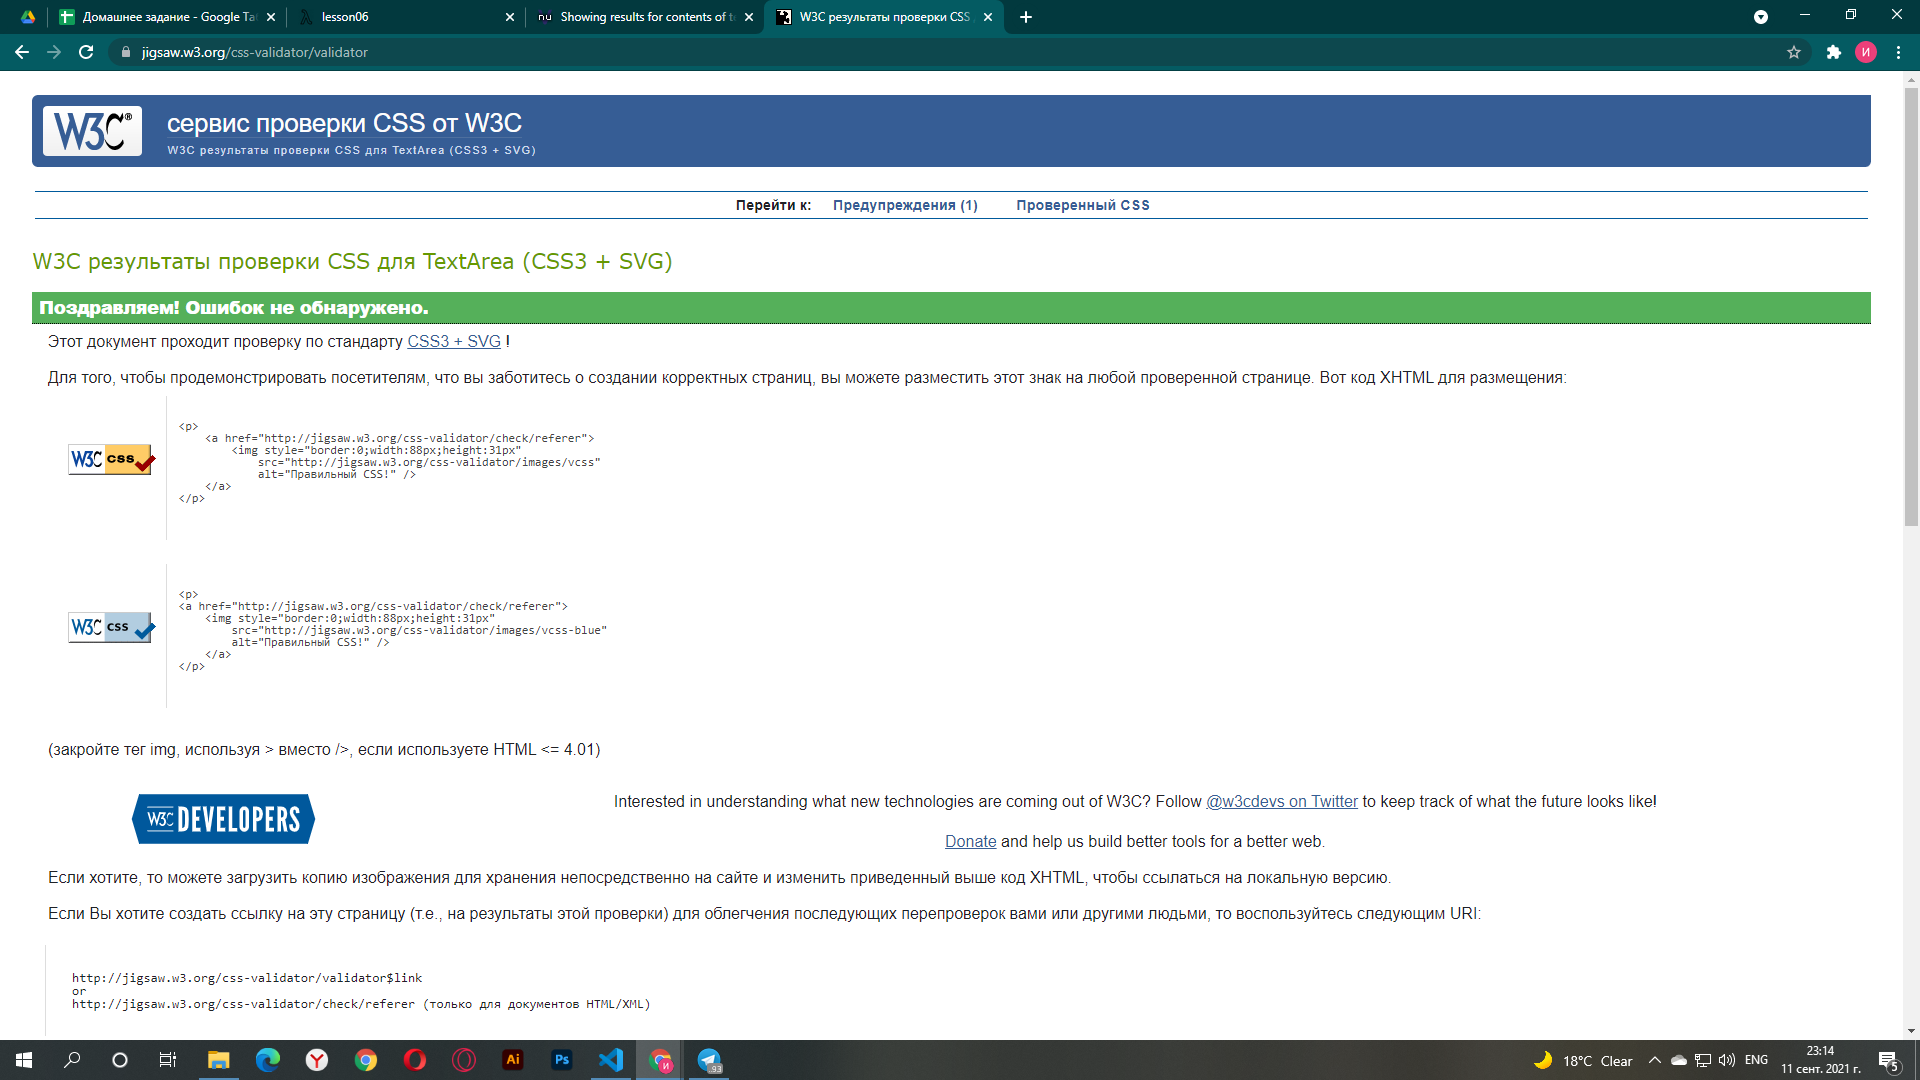 Домашнее задание - Google Таб
lesson06
Showing results for contents of te
W3C результаты проверки CSS
jigsaw.w3.org/css-validator/validator
И
W3C®
сервис проверки CSS от W3C
W3C результаты проверки CSS для TextArea (CSS3 + SVG)
Перейти к: Предупреждения (1) Проверенный CSS
W3C результаты проверки CSS для TextArea (CSS3 + SVG)
Поздравляем! Ошибок не обнаружено.
Этот документ проходит проверку по стандарту CSS3 + SVG !
Для того, чтобы продемонстрировать посетителям, что вы заботитесь о создании корректных страниц, вы можете разместить этот знак на любой проверенной странице. Вот код XHTML для размещения:
W3C css
<p>
<a href="http://jigsaw.w3.org/css-validator/check/referer">
<img style="border:0;width:88px;height:31px"
src="http://jigsaw.w3.org/css-validator/images/vcss"
alt="Правильный CSS!" />
</a>
</p>
W3C css
<p>
<a href="http://jigsaw.w3.org/css-validator/check/referer">
<img style="border:0;width:88px;height:31px"
src="http://jigsaw.w3.org/css-validator/images/vcss-blue"
alt="Правильный CSS!" />
</a>
</p>
(закройте тег img, используя > вместо />, если используете HTML <= 4.01)
W3C DEVELOPERS
Interested in understanding what new technologies are coming out of W3C? Follow @w3cdevs on Twitter to keep track of what the future looks like!
Donate and help us build better tools for a better web.
Если хотите, то можете загрузить копию изображения для хранения непосредственно на сайте и изменить приведенный выше код XHTML, чтобы ссылаться на локальную версию.
Если Вы хотите создать ссылку на эту страницу (т.е., на результаты этой проверки) для облегчения последующих перепроверок вами или другими людьми, то воспользуйтесь следующим URI:
http://jigsaw.w3.org/css-validator/validator$link
or
http://jigsaw.w3.org/css-validator/check/referer (только для документов HTML/XML)
Ai
Ps
И
93
18°C Clear
ENG
23:14
11 сент. 2021 г.
5